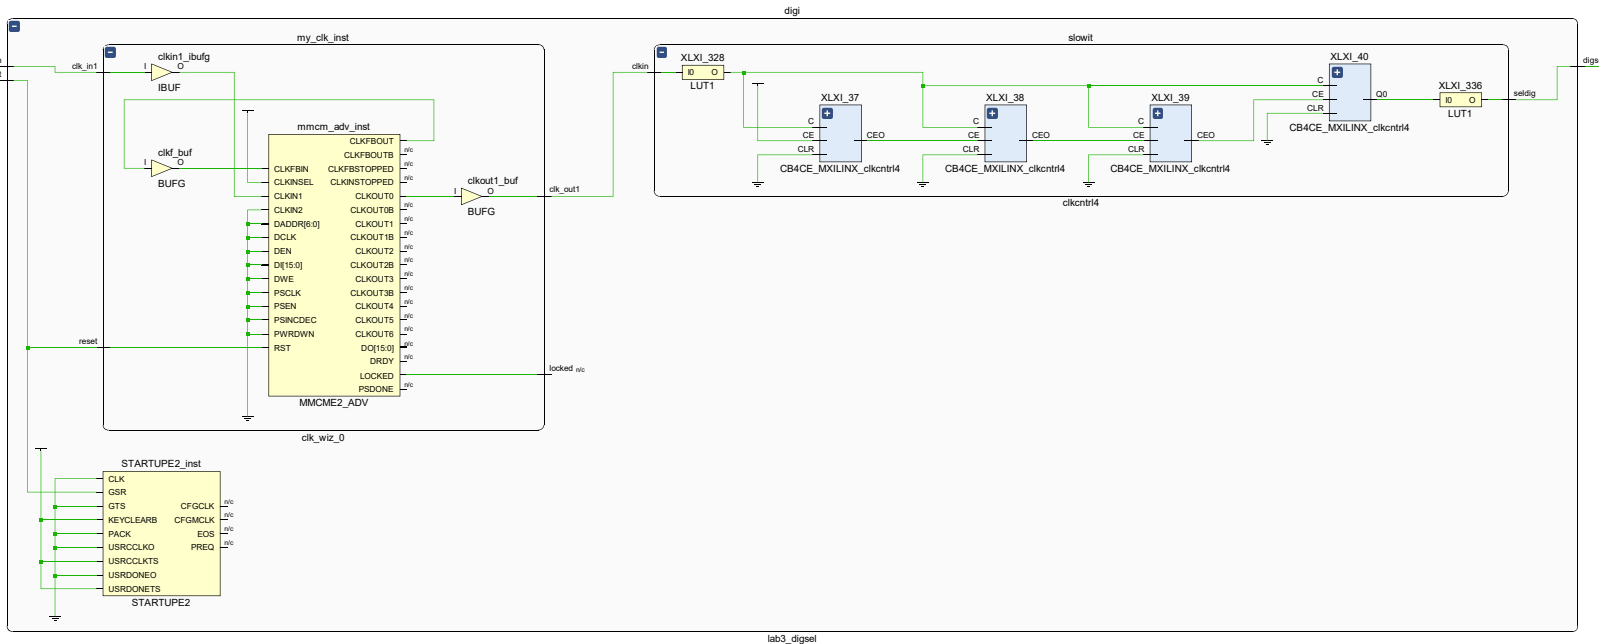 digi
my_clk_inst
slowit
clkin1_ibufg
clk_in1
I
O
IBUF
clkf_buf
I
O
BUFG
mmcm_adv_inst
CLKFBIN
CLKINSEL
CLKIN1
CLKIN2
DADDR[6:0]
DCLK
DEN
DI[15:0]
DWE
PSCLK
PSEN
PSINCDEC
PWRDWN
RST
CLKFBOUT
CLKFBOUTB n/c
CLKFBSTOPPED n/c
CLKINSTOPPED n/c
CLKOUT0
CLKOUT0B n/c
CLKOUT1 n/c
CLKOUT1B n/c
CLKOUT2 n/c
CLKOUT2B n/c
CLKOUT3 n/c
CLKOUT3B n/c
CLKOUT4 n/c
CLKOUT5 n/c
CLKOUT6 n/c
DO[15:0] n/c
DRDY n/c
LOCKED
PSDONE n/c
MMCME2_ADV
clkout1_buf
I
O
BUFG
clk_out1
reset
locked n/c
clk_wiz_0
clkin
XLXI_328
I0 O
LUT1
XLXI_37
C
CE
CLR
CEO
CB4CE_MXILINX_clkcntrl4
XLXI_38
C
CE
CLR
CEO
CB4CE_MXILINX_clkcntrl4
XLXI_39
C
CE
CLR
CEO
CB4CE_MXILINX_clkcntrl4
XLXI_40
C
CE
CLR
Q0
CB4CE_MXILINX_clkcntrl4
XLXI_336
I0 O
LUT1
seldig
digs
clkcntrl4
STARTUPE2_inst
CLK
GSR
GTS
KEYCLEARB
PACK
USRCCLKO
USRCCLKTS
USRDONEO
USRDONETS
CFGCLK n/c
CFGMCLK n/c
EOS n/c
PREQ n/c
STARTUPE2
lab3_digsel